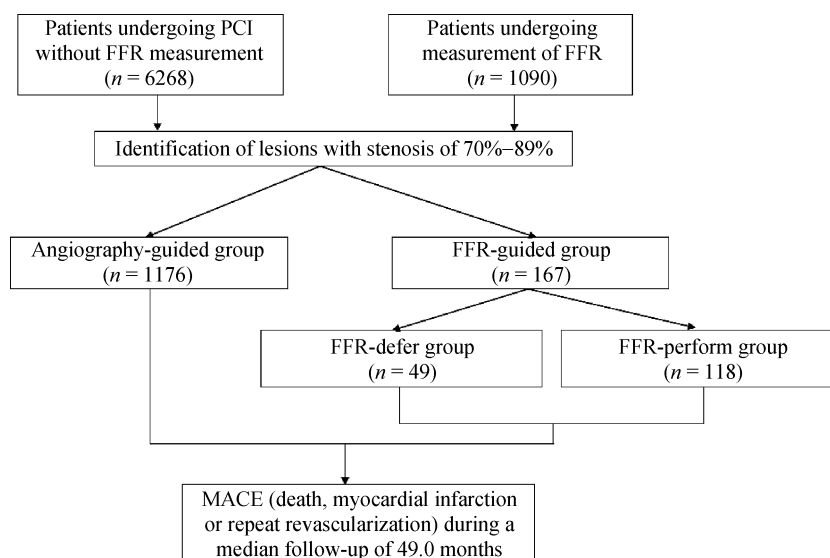 Patients undergoing PCI
without FFR measurement
(n = 6268)
Patients undergoing
measurement of FFR
(n = 1090)
Identification of lesions with stenosis of 70%–89%
Angiography-guided group
(n = 1176)
FFR-guided group
(n = 167)
FFR-defer group
(n = 49)
FFR-perform group
(n = 118)
MACE (death, myocardial infarction
or repeat revascularization) during a
median follow-up of 49.0 months